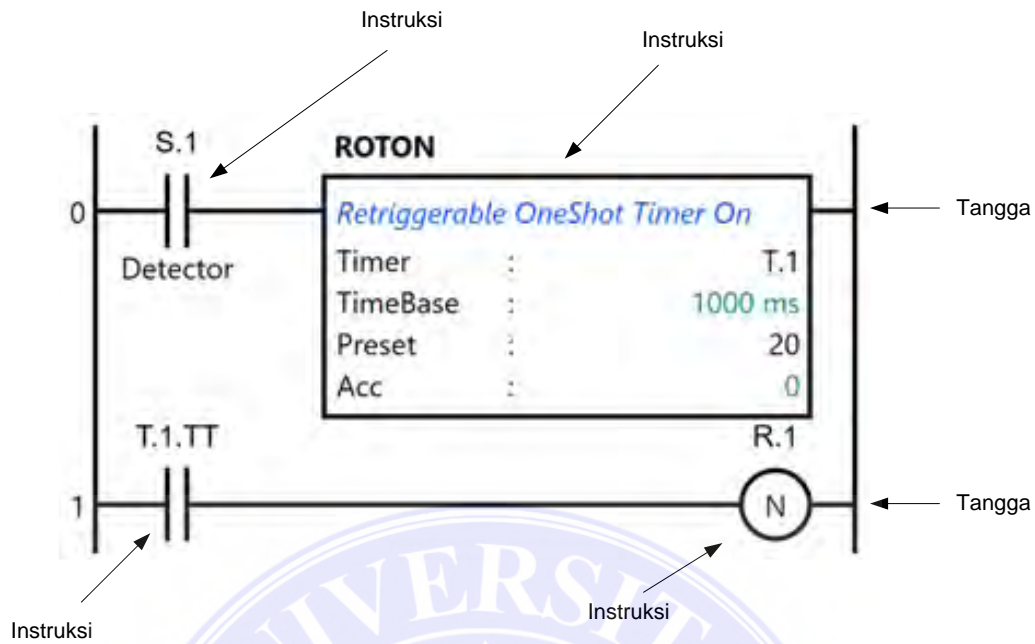 Instruksi
Instruksi
S.1
ROTON
0
Retriggerable OneShot Timer On
Tangga
Detector
Timer : T.1
TimeBase : 1000 ms
Preset : 20
Acc : 0
T.1.TT
R.1
1
N
Tangga
Instruksi
Instruksi